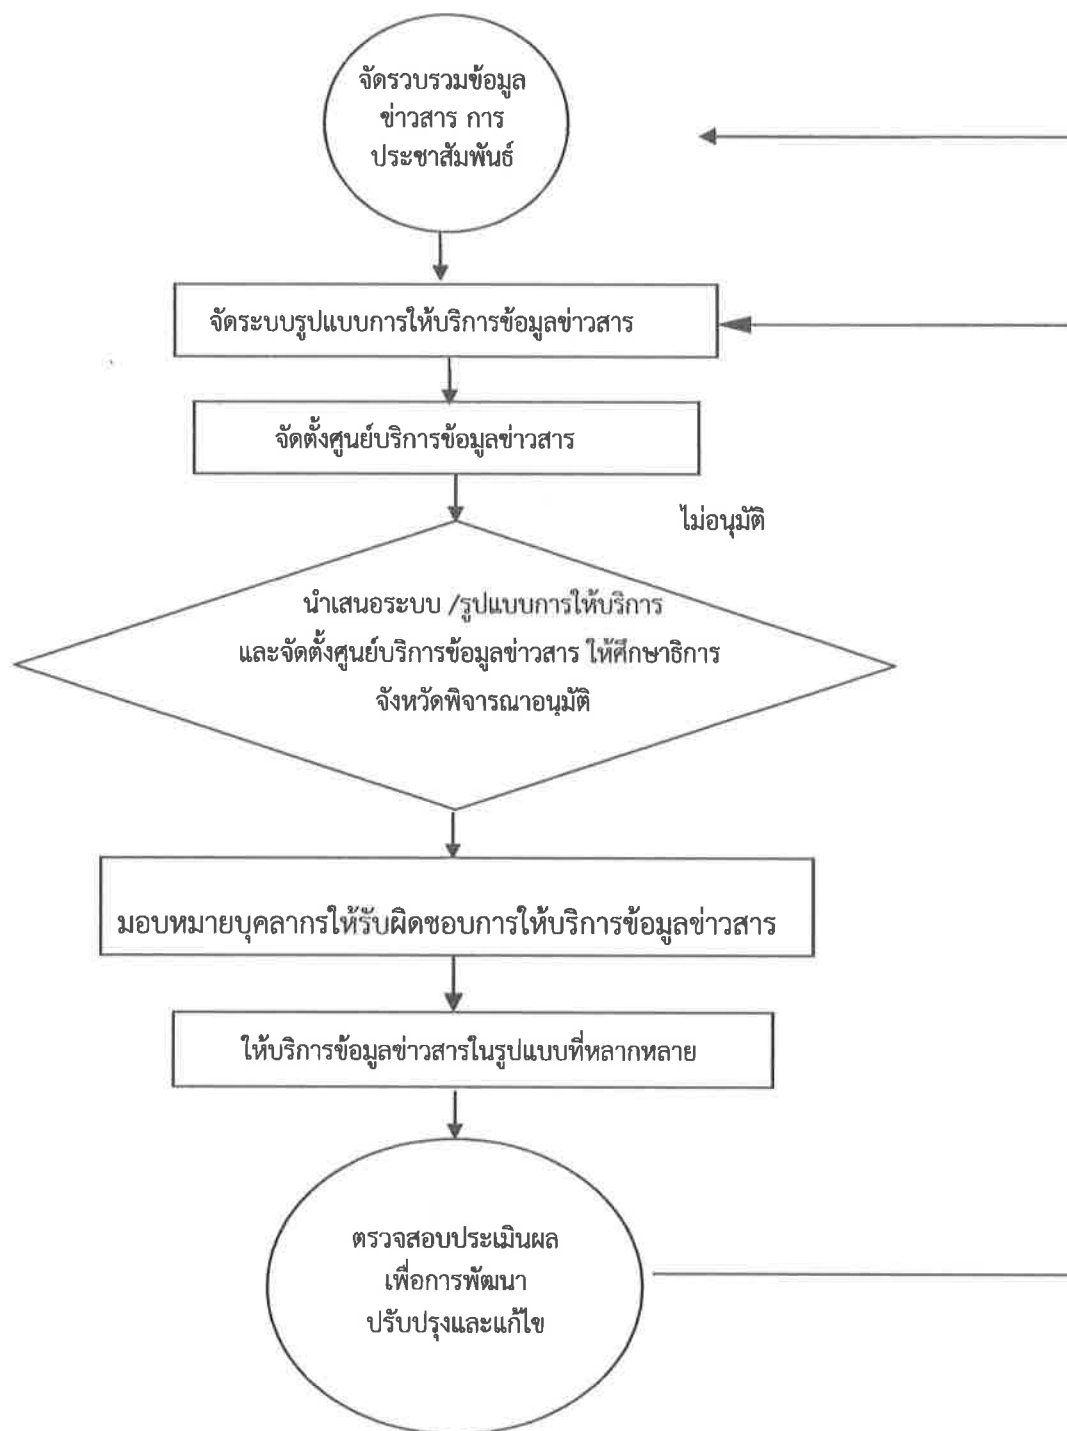 จัดรวบรวมข้อมูล
ข่าวสาร การ
ประชาสัมพันธ์
จัดระบบรูปแบบการให้บริการข้อมูลข่าวสาร
จัดตั้งศูนย์บริการข้อมูลข่าวสาร
ไม่อนุมัติ
นำเสนอระบบ /รูปแบบการให้บริการ
และจัดตั้งศูนย์บริการข้อมูลข่าวสาร ให้ศึกษาธิการ
จังหวัดพิจารณาอนุมัติ
มอบหมายบุคลากรให้รับผิดชอบการให้บริการข้อมูลข่าวสาร
ให้บริการข้อมูลข่าวสารในรูปแบบที่หลากหลาย
ตรวจสอบประเมินผล
เพื่อการพัฒนา
ปรับปรุงและแก้ไข